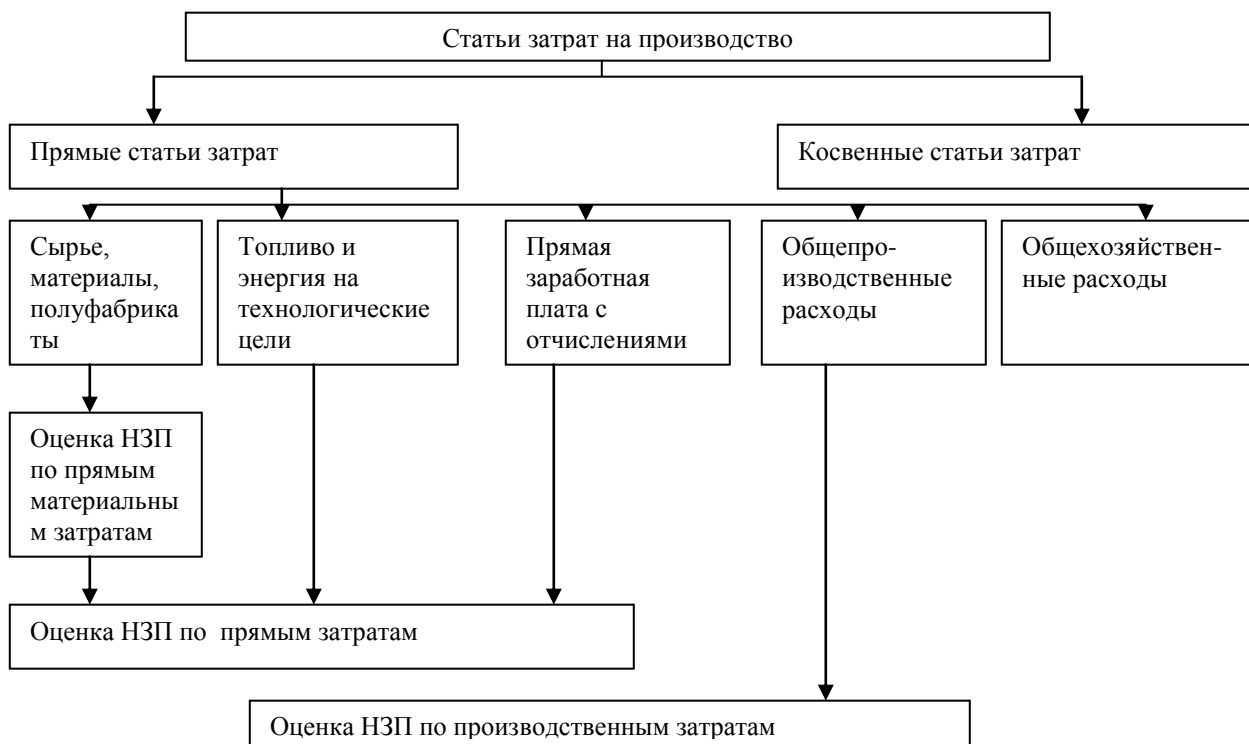 Статьи затрат на производство
Прямые статьи затрат
Косвенные статьи затрат
Сырье,
материалы,
полуфабрика
ты
Топливо и
энергия на
технологические
цели
Прямая
заработная
плата с
отчислениями
Общепро-
изводственные
расходы
Общехозяйствен-
ные расходы
Оценка НЗП
по прямым
материальны
м затратам
Оценка НЗП по прямым затратам
Оценка НЗП по производственным затратам